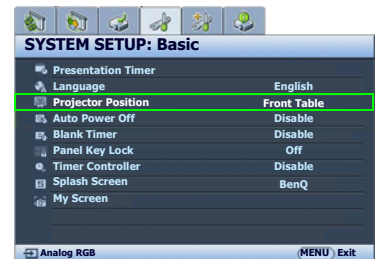 SYSTEM SETUP: Basic
Presentation Timer
Language English
Projector Position Front Table
Auto Power Off Disable
Blank Timer Disable
Panel Key Lock Off
Timer Controller Disable
Splash Screen BenQ
My Screen
Analog RGB MENU Exit